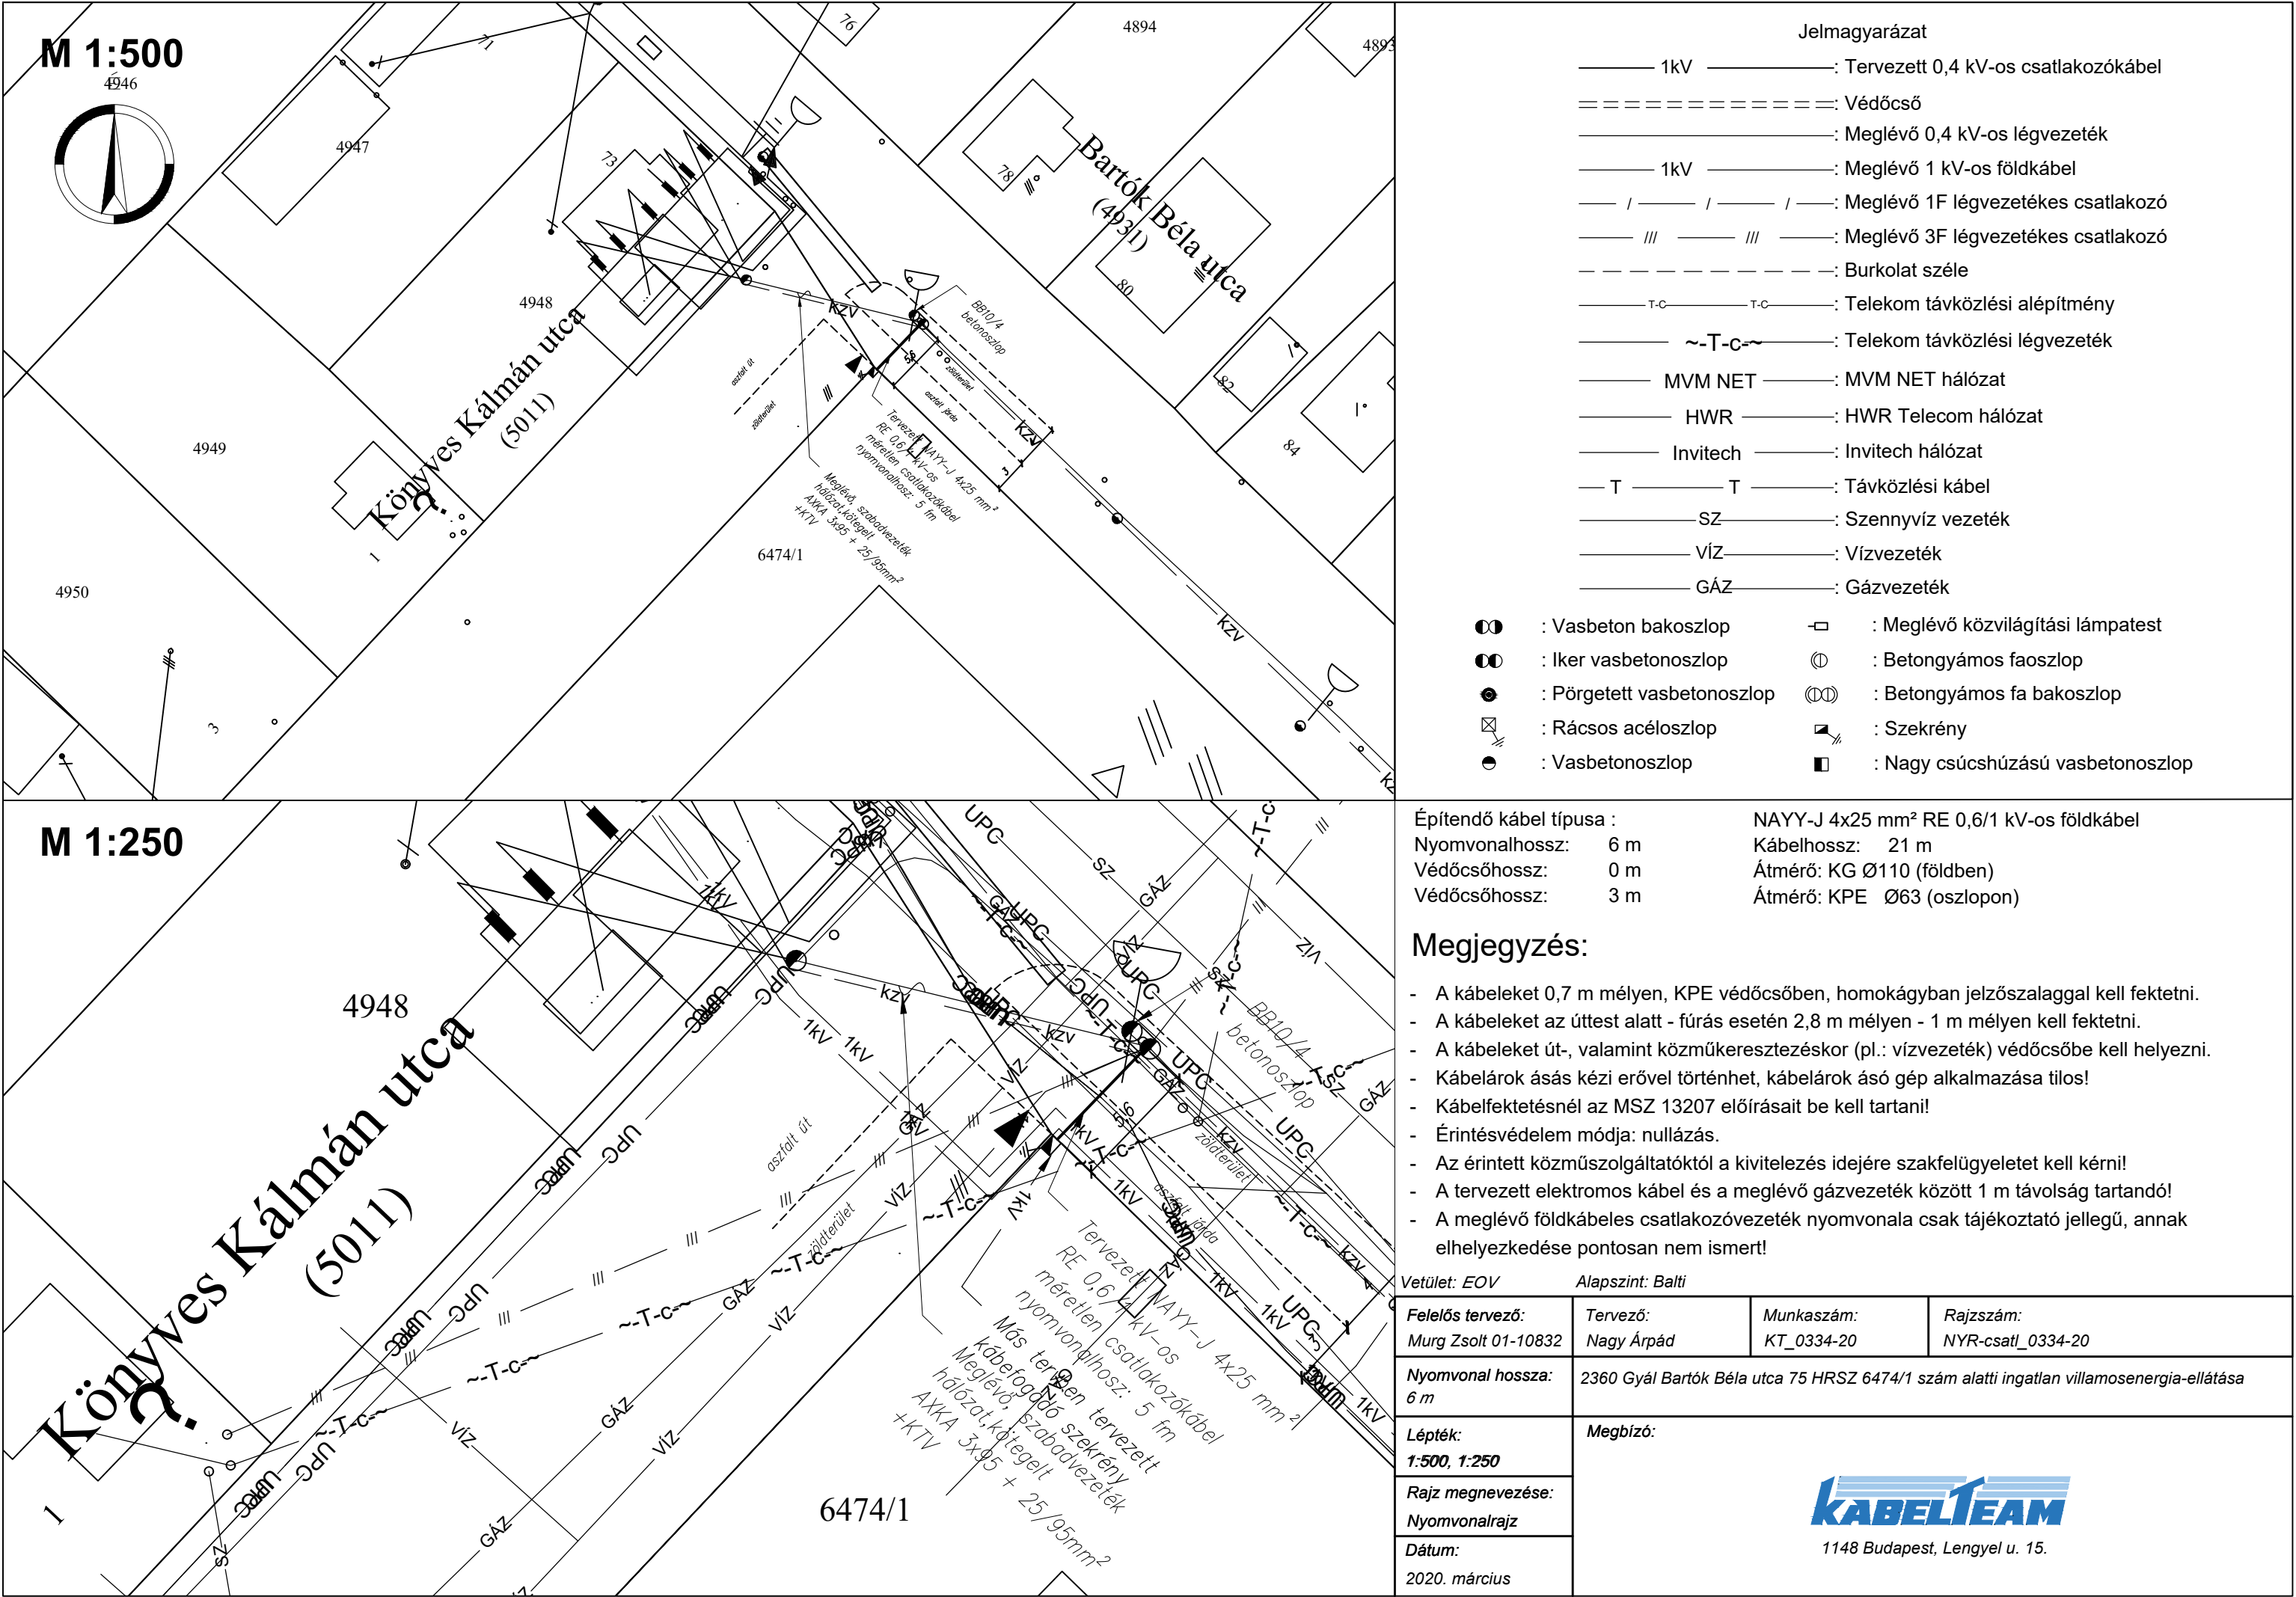 M 1:500
É
4946
4947
71
73
76
4894
4893
78
Bartók Béla utca
(4931)
80
82
84
4948
4949
4950
Könyves Kálmán utca
(5011)
?
1
3
6474/1
kzv
kzv
kzv
BB10/4
betonoszlop
aszfalt út
zöldterület
zöldterület
aszfalt járda
5,6
Tervezett NAYY-J 4x25 mm²
RE 0,6/1 kV-os
méretlen csatlakozókábel
nyomvonalhosz: 5 fm
Meglévő, szabadvezeték
hálózat,kötegelt
AXKA 3x95 + 25/95mm²
+KTV
Jelmagyarázat
1kV : Tervezett 0,4 kV-os csatlakozókábel
: Védőcső
: Meglévő 0,4 kV-os légvezeték
1kV : Meglévő 1 kV-os földkábel
/ / / : Meglévő 1F légvezetékes csatlakozó
/// /// : Meglévő 3F légvezetékes csatlakozó
: Burkolat széle
T-C T-C : Telekom távközlési alépítmény
~-T-c-~ : Telekom távközlési légvezeték
MVM NET : MVM NET hálózat
HWR : HWR Telecom hálózat
Invitech : Invitech hálózat
T T : Távközlési kábel
SZ : Szennyvíz vezeték
VÍZ : Vízvezeték
GÁZ : Gázvezeték
: Vasbeton bakoszlop
: Meglévő közvilágítási lámpatest
: Iker vasbetonoszlop
: Betongyámos faoszlop
: Pörgetett vasbetonoszlop
: Betongyámos fa bakoszlop
: Rácsos acéloszlop
: Szekrény
: Vasbetonoszlop
: Nagy csúcshúzású vasbetonoszlop
M 1:250
4948
Könyves Kálmán utca
(5011)
?
1
6474/1
UPC
SZ
GÁZ
VÍZ
~-T-c-~
1kV
kzv
BB10/4
betonoszlop
aszfalt út
zöldterület
zöldterület
aszfalt járda
5,6
Tervezett NAYY-J 4x25 mm²
RE 0,6/1 kV-os
méretlen csatlakozókábel
nyomvonalhosz: 5 fm
Más tervben tervezett
kábefogadó szekrény
Meglévő, szabadvezeték
hálózat,kötegelt
AXKA 3x95 + 25/95mm²
+KTV
Építendő kábel típusa : NAYY-J 4x25 mm² RE 0,6/1 kV-os földkábel
Nyomvonalhossz: 6 m Kábelhossz: 21 m
Védőcsőhossz: 0 m Átmérő: KG Ø110 (földben)
Védőcsőhossz: 3 m Átmérő: KPE Ø63 (oszlopon)
Megjegyzés:
- A kábeleket 0,7 m mélyen, KPE védőcsőben, homokágyban jelzőszalaggal kell fektetni.
- A kábeleket az úttest alatt - fúrás esetén 2,8 m mélyen - 1 m mélyen kell fektetni.
- A kábeleket út-, valamint közműkeresztezéskor (pl.: vízvezeték) védőcsőbe kell helyezni.
- Kábelárok ásás kézi erővel történhet, kábelárok ásó gép alkalmazása tilos!
- Kábelfektetésnél az MSZ 13207 előírásait be kell tartani!
- Érintésvédelem módja: nullázás.
- Az érintett közműszolgáltatóktól a kivitelezés idejére szakfelügyeletet kell kérni!
- A tervezett elektromos kábel és a meglévő gázvezeték között 1 m távolság tartandó!
- A meglévő földkábeles csatlakozóvezeték nyomvonala csak tájékoztató jellegű, annak
elhelyezkedése pontosan nem ismert!
Vetület: EOV Alapszint: Balti
Felelős tervező:
Murg Zsolt 01-10832
Tervező:
Nagy Árpád
Munkaszám:
KT_0334-20
Rajzszám:
NYR-csatl_0334-20
Nyomvonal hossza:
6 m
2360 Gyál Bartók Béla utca 75 HRSZ 6474/1 szám alatti ingatlan villamosenergia-ellátása
Lépték:
1:500, 1:250
Megbízó:
Rajz megnevezése:
Nyomvonalrajz
Dátum:
2020. március
KABELTEAM
1148 Budapest, Lengyel u. 15.